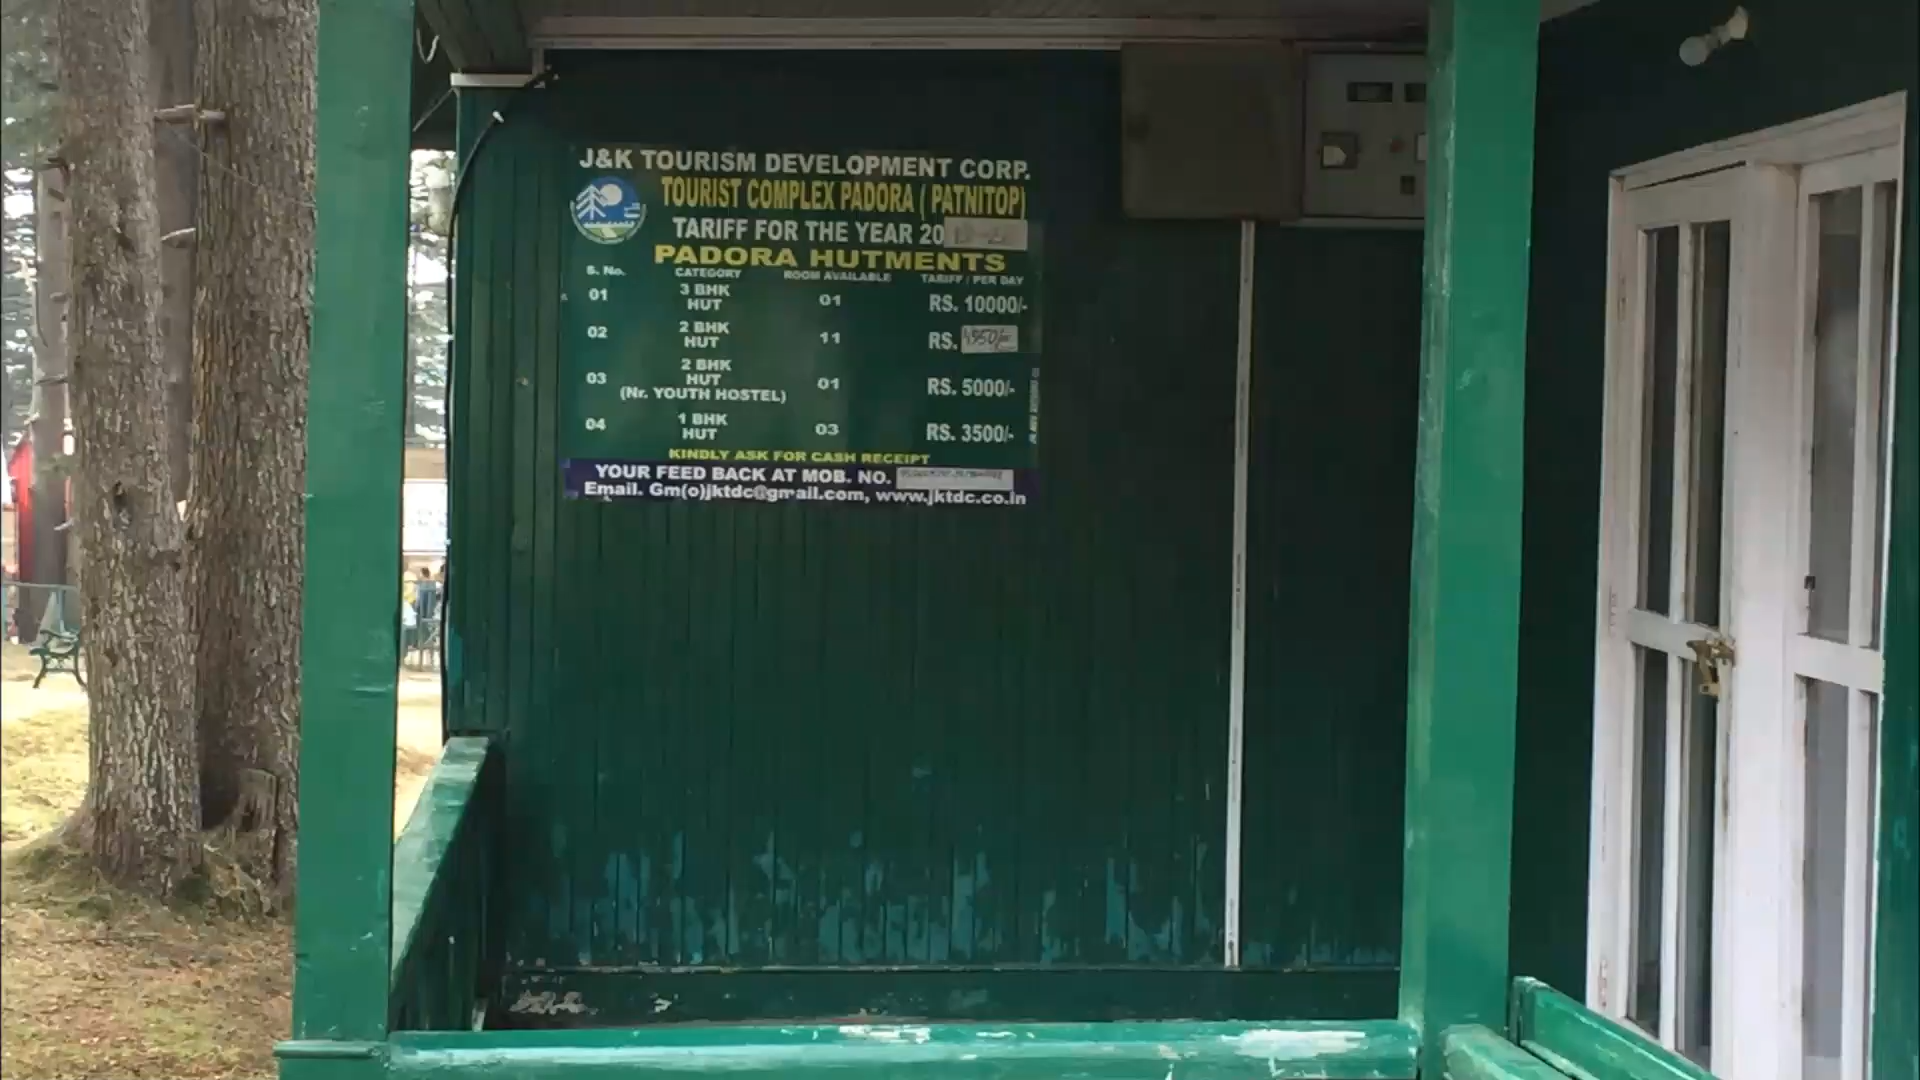 J&K TOURISM DEVELOPMENT CORP.
TOURIST COMPLEX PADORA ( PATNITOP)
TARIFF FOR THE YEAR 20
PADORA HUTMENTS
S. No. CATEGORY ROOM AVAILABLE TARIFF / PER DAY
01 3 BHK HUT 01 RS. 10000/-
02 2 BHK HUT 11 RS. 4950/-
03 2 BHK HUT (Nr. YOUTH HOSTEL) 01 RS. 5000/-
04 1 BHK HUT 03 RS. 3500/-
KINDLY ASK FOR CASH RECEIPT
YOUR FEED BACK AT MOB. NO.
Email. Gm(o)jktdc@gmail.com, www.jktdc.co.in